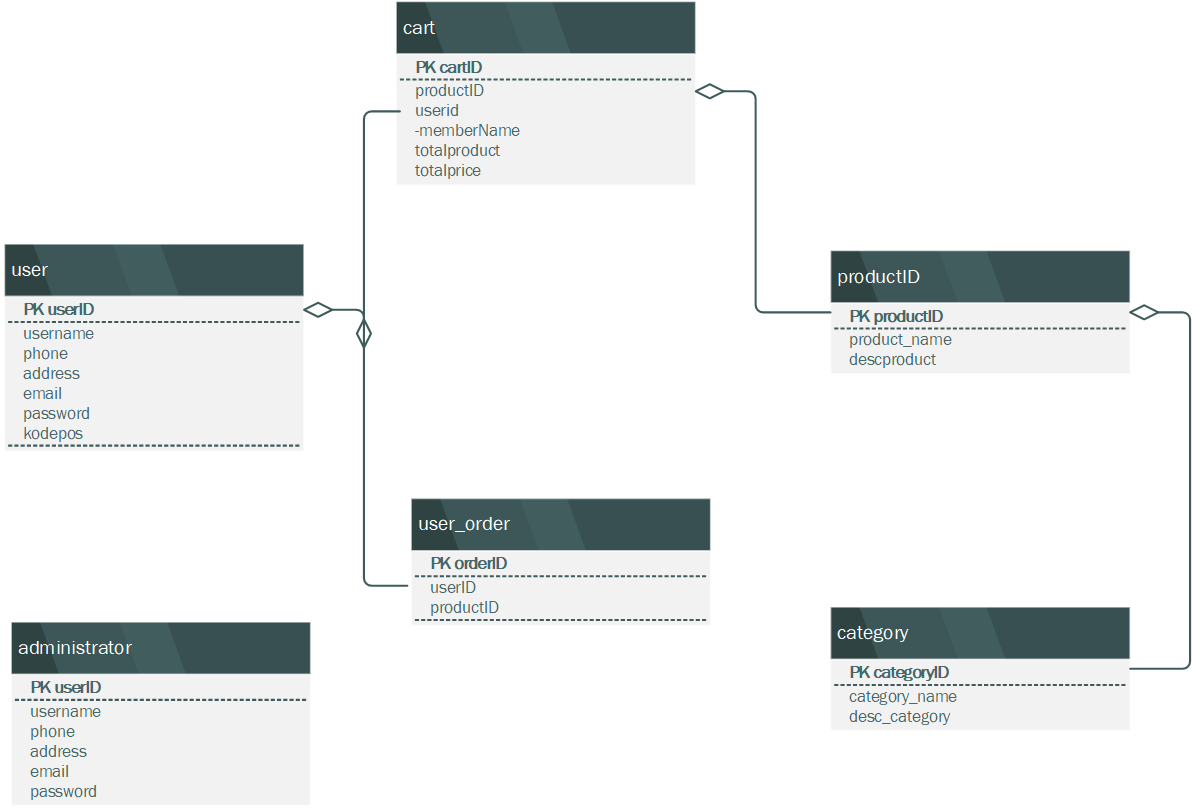 cart
PK cartID
productID
userid
-memberName
totalproduct
totalprice
user
PK userID
username
phone
address
email
password
kodepos
productID
PK productID
product_name
descproduct
user_order
PK orderID
userID
productID
administrator
PK userID
username
phone
address
email
password
category
PK categoryID
category_name
desc_category